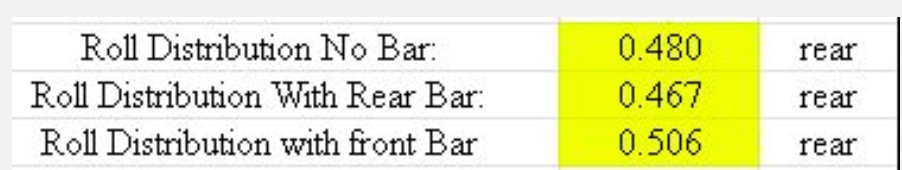 Roll Distribution No Bar: 0.480 rear
Roll Distribution With Rear Bar: 0.467 rear
Roll Distribution with front Bar 0.506 rear